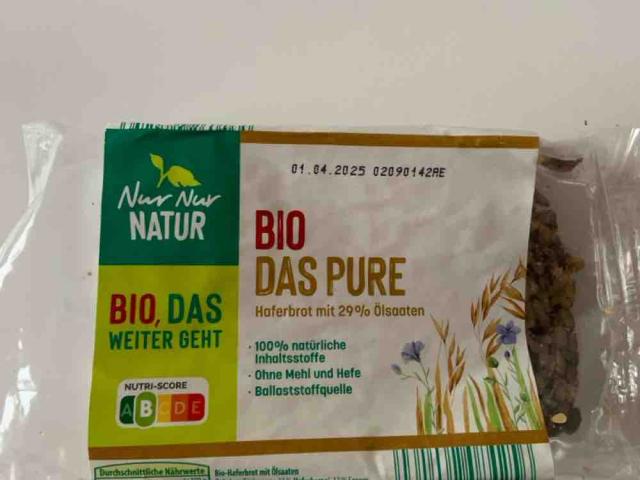 01.04.2025 02090142AE
Nur Nur
NATUR
BIO, DAS
WEITER GEHT
NUTRI-SCORE
A B C D E
BIO
DAS PURE
Haferbrot mit 29% Ölsaaten
· 100% natürliche
Inhaltsstoffe
· Ohne Mehl und Hefe
· Ballaststoffquelle
Durchschnittliche Nährwerte
Bio-Haferbrot mit Ölsaaten